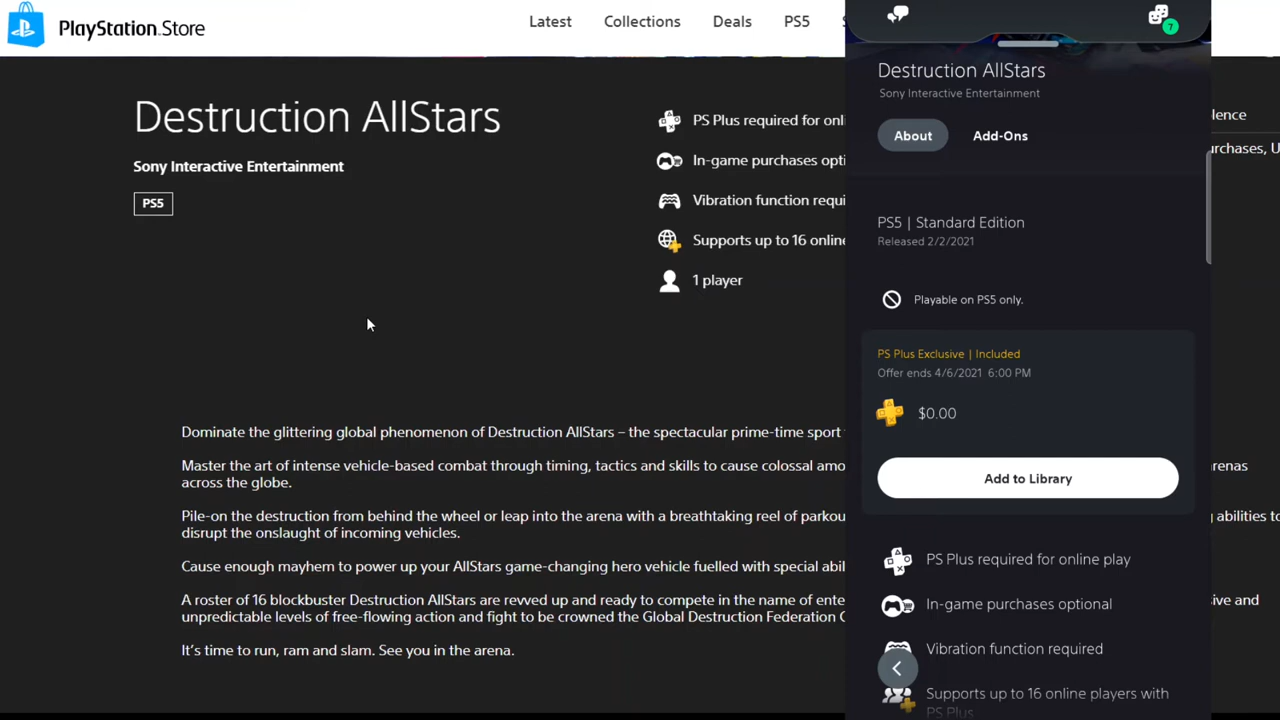 PlayStation.Store
Latest Collections Deals PS5
Destruction AllStars
Sony Interactive Entertainment
PS5
PS Plus required for onli
In-game purchases opti
Vibration function requi
Supports up to 16 online
1 player
Dominate the glittering global phenomenon of Destruction AllStars – the spectacular prime-time sport
Master the art of intense vehicle-based combat through timing, tactics and skills to cause colossal amo
across the globe.
Pile-on the destruction from behind the wheel or leap into the arena with a breathtaking reel of parkou
disrupt the onslaught of incoming vehicles.
Cause enough mayhem to power up your AllStars game-changing hero vehicle fuelled with special abil
A roster of 16 blockbuster Destruction AllStars are revved up and ready to compete in the name of ente
unpredictable levels of free-flowing action and fight to be crowned the Global Destruction Federation
It's time to run, ram and slam. See you in the arena.
7
Destruction AllStars
Sony Interactive Entertainment
About Add-Ons
PS5 | Standard Edition
Released 2/2/2021
Playable on PS5 only.
PS Plus Exclusive | Included
Offer ends 4/6/2021 6:00 PM
$0.00
Add to Library
PS Plus required for online play
In-game purchases optional
Vibration function required
Supports up to 16 online players with
PS Plus
lence
rchases, U
arenas
g abilities to
sive and